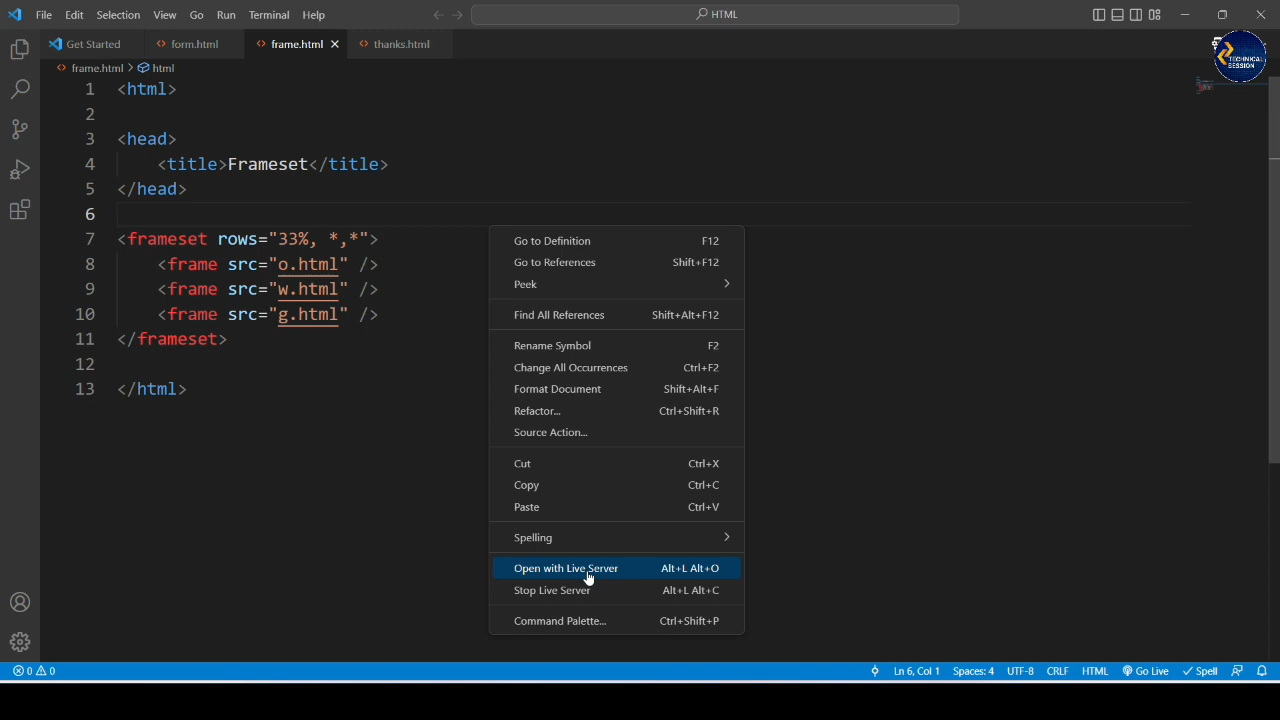 File Edit Selection View Go Run Terminal Help
HTML
Get Started form.html frame.html thanks.html
TECHNICAL
SESSION
frame.html > html
1 <html>
2
3 <head>
4 <title>Frameset</title>
5 </head>
6
7 <frameset rows="33%, *,*">
8 <frame src="o.html" />
9 <frame src="w.html" />
10 <frame src="g.html" />
11 </frameset>
12
13 </html>
Go to Definition F12
Go to References Shift+F12
Peek
Find All References Shift+Alt+F12
Rename Symbol F2
Change All Occurrences Ctrl+F2
Format Document Shift+Alt+F
Refactor... Ctrl+Shift+R
Source Action...
Cut Ctrl+X
Copy Ctrl+C
Paste Ctrl+V
Spelling
Open with Live Server Alt+L Alt+O
Stop Live Server Alt+L Alt+C
Command Palette... Ctrl+Shift+P
0 0 Ln 6, Col 1 Spaces: 4 UTF-8 CRLF HTML Go Live Spell